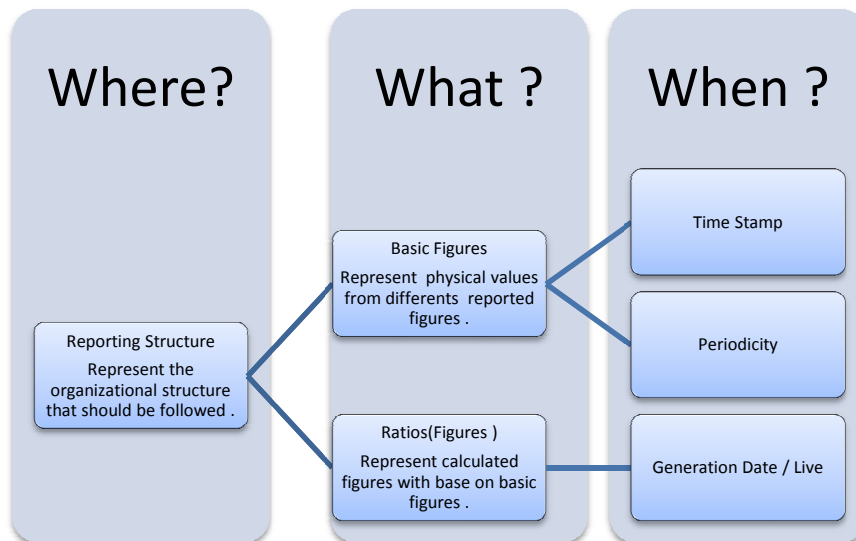 Where?
Reporting Structure
Represent the
organizational structure
that should be followed .
What ?
Basic Figures
Represent  physical values
from differents  reported
figures .
Ratios(Figures )
Represent calculated
figures with base on basic
figures .
When ?
Time Stamp
Periodicity
Generation Date / Live